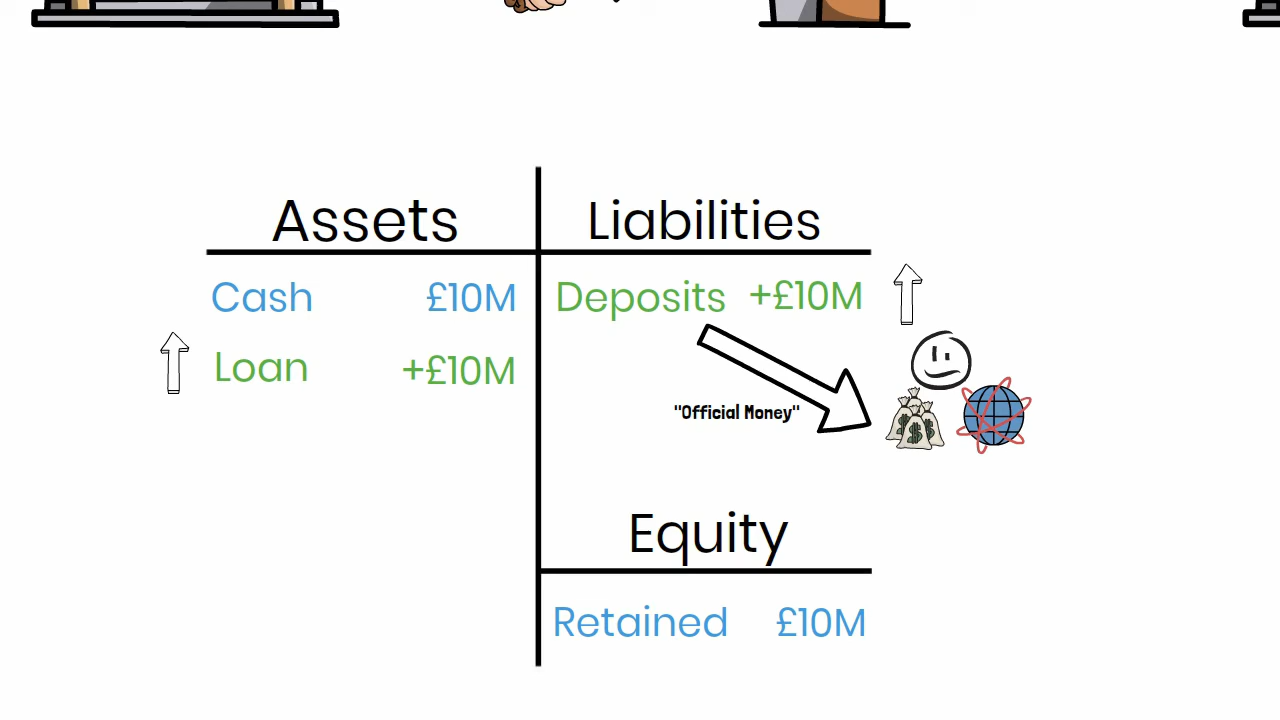 Assets
Liabilities
Cash £10M
Deposits +£10M
Loan +£10M
"Official Money"
Equity
Retained £10M